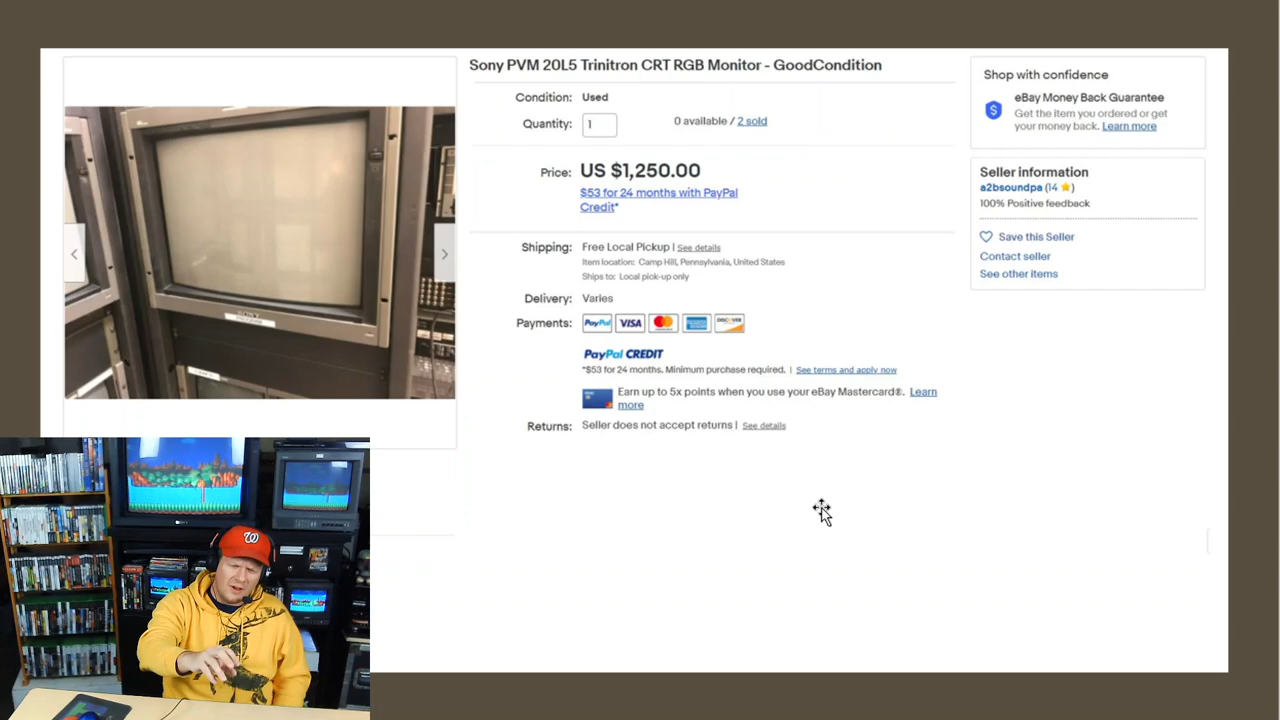 Sony PVM 20L5 Trinitron CRT RGB Monitor - GoodCondition
Condition: Used
Quantity: 1 0 available / 2 sold
Price: US $1,250.00
$53 for 24 months with PayPal
Credit*
Shipping: Free Local Pickup | See details
Item location: Camp Hill, Pennsylvania, United States
Ships to: Local pick-up only
Delivery: Varies
Payments: PayPal VISA MasterCard AMERICAN EXPRESS DISCOVER
PayPal CREDIT
*$53 for 24 months. Minimum purchase required. | See terms and apply now
Earn up to 5x points when you use your eBay Mastercard®. Learn
more
Returns: Seller does not accept returns | See details
Shop with confidence
eBay Money Back Guarantee
Get the item you ordered or get
your money back. Learn more
Seller information
a2bsoundpa (14 )
100% Positive feedback
Save this Seller
Contact seller
See other items
SONY
W